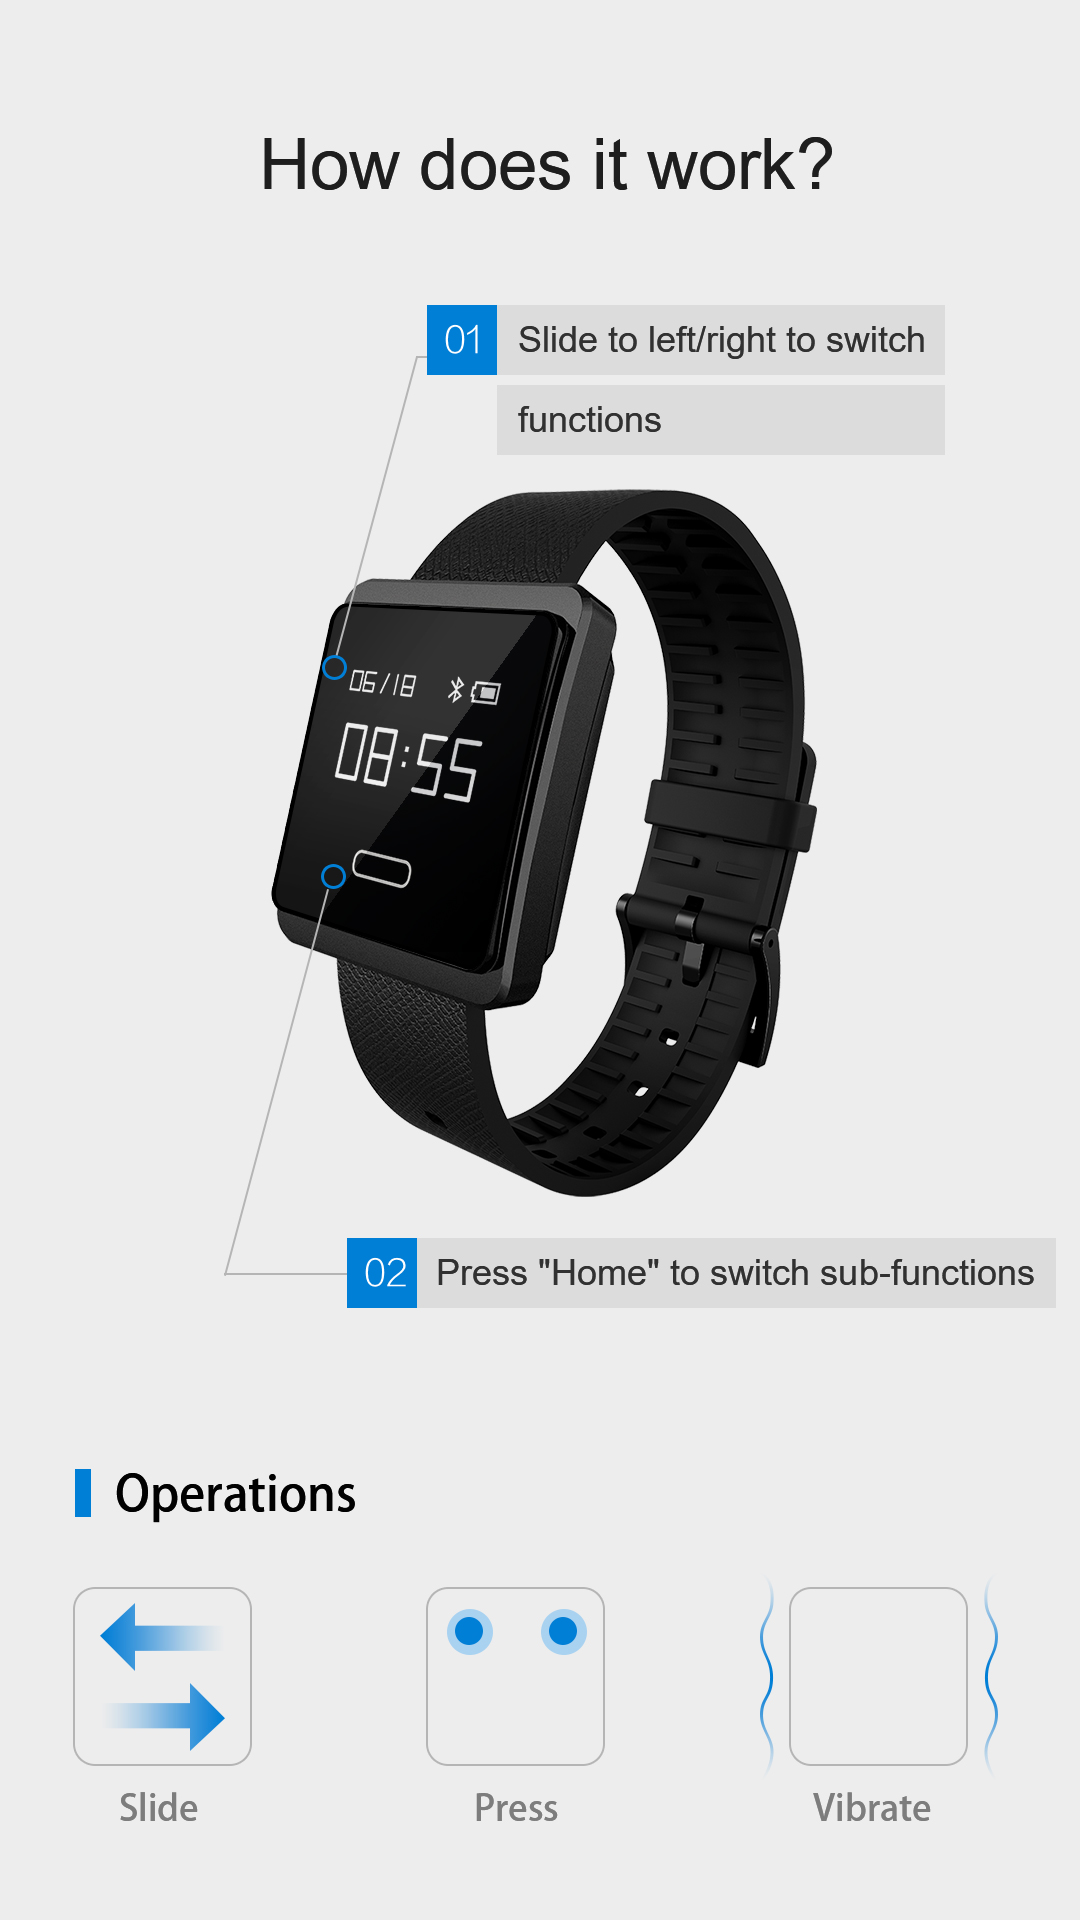 How does it work?
01 Slide to left/right to switch
functions
06/18
08:55
02 Press "Home" to switch sub-functions
Operations
Slide Press Vibrate